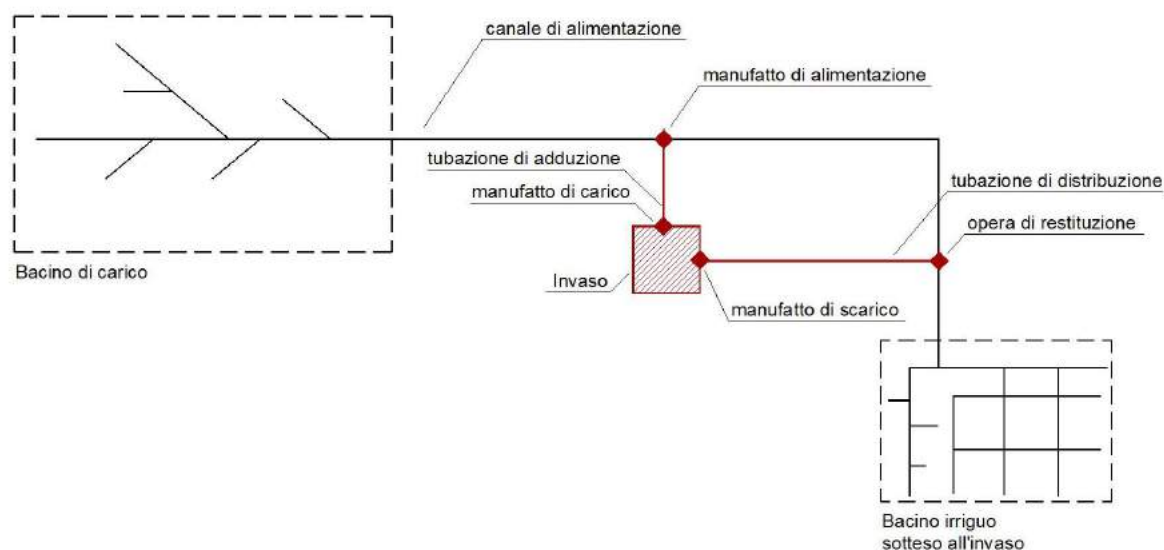 canale di alimentazione
manufatto di alimentazione
tubazione di adduzione
manufatto di carico
tubazione di distribuzione
opera di restituzione
Bacino di carico
Invaso
manufatto di scarico
Bacino irriguo
sotteso all'invaso